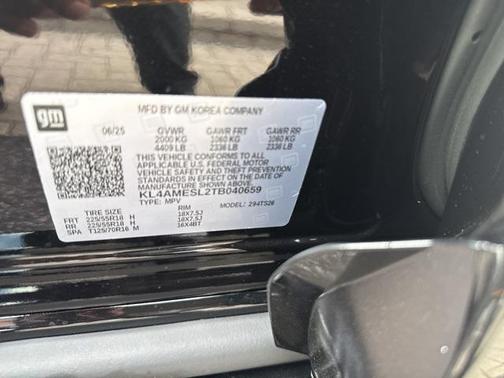 gm
MFD BY GM KOREA COMPANY
06/25 GVWR GAWR FRT GAWR RR
2000 KG 1060 KG 1060 KG
4409 LB 2336 LB 2336 LB
THIS VEHICLE CONFORMS TO ALL
APPLICABLE U.S. FEDERAL MOTOR
VEHICLE SAFETY AND THEFT PREVENTION
STANDARDS IN EFFECT ON THE DATE OF
MANUFACTURE SHOWN ABOVE.
KL4AMESL2TB040659
TYPE: MPV MODEL: 294TS26
TIRE SIZE RIM
FRT 225/55R18 H 18X7.5J
RR 225/55R18 H 18X7.5J
SPA T125/70R16 M 16X4BT